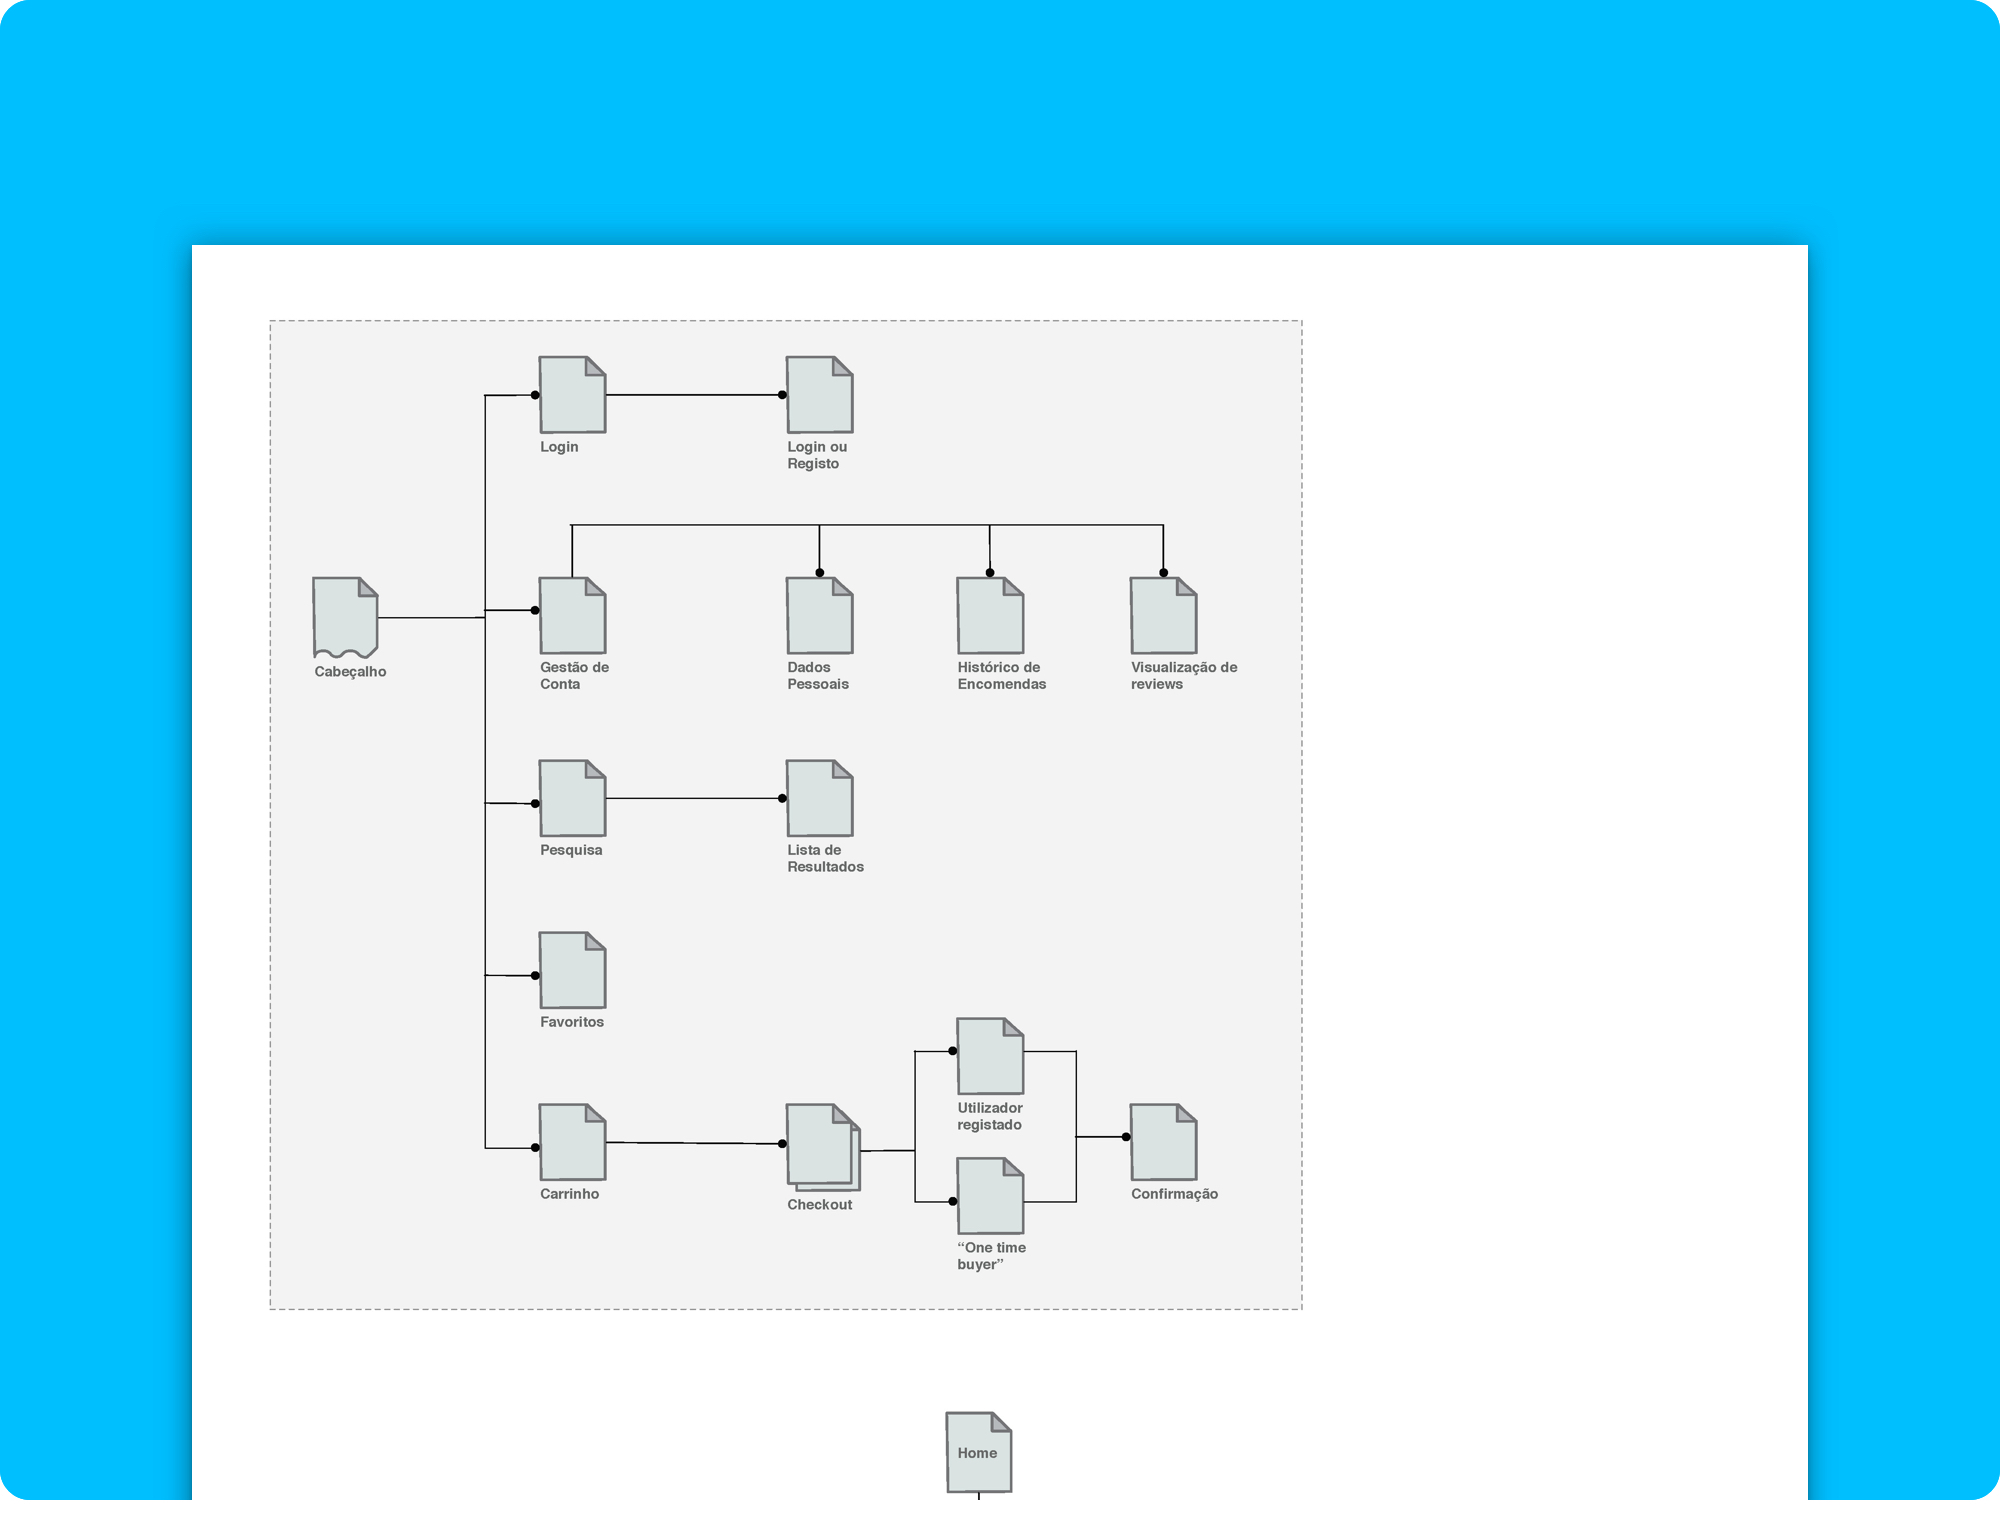 Login
Login ou
Registo
Cabeçalho
Gestão de
Conta
Dados
Pessoais
Histórico de
Encomendas
Visualização de
reviews
Pesquisa
Lista de
Resultados
Favoritos
Utilizador
registado
Carrinho
Checkout
Confirmação
“One time
buyer”
Home